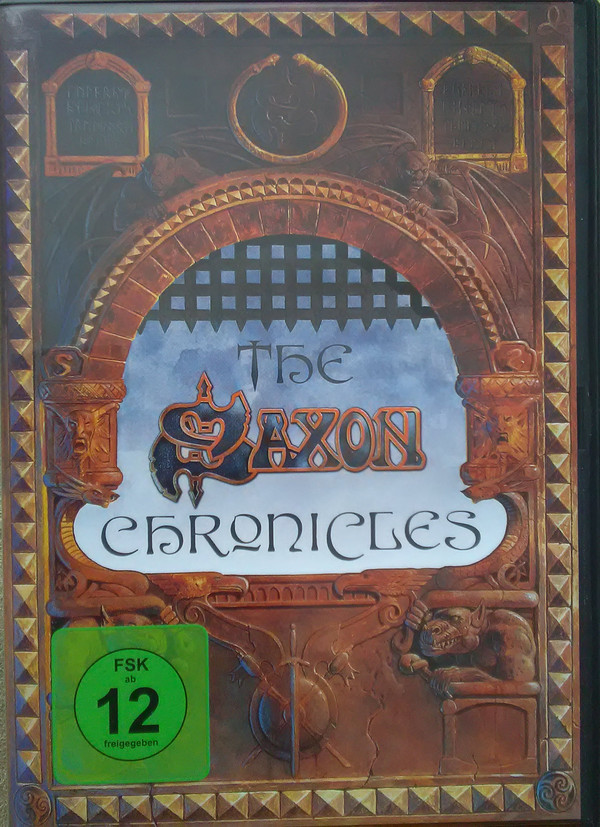 THE
SAXON
CHRONICLES
FSK
ab
12
freigegeben